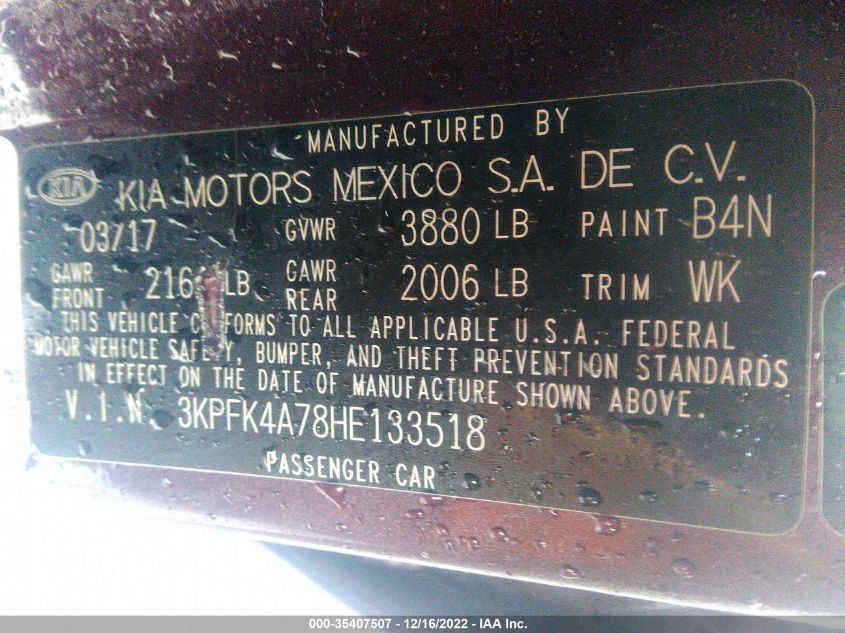 MANUFACTURED BY
KIA KIA MOTORS MEXICO S.A. DE C.V.
03/17 GVWR 3880 LB PAINT B4N
GAWR FRONT LB GAWR REAR 2006 LB TRIM WK
THIS VEHICLE TO ALL APPLICABLE U.S.A. FEDERAL
MOTOR VEHICLE SAFETY, BUMPER, AND THEFT PREVENTION STANDARDS
IN EFFECT ON THE DATE OF MANUFACTURE SHOWN ABOVE.
V.I.N. 3KPFK4A78HE133518
PASSENGER CAR
000-35407507 - 12/16/2022 - IAA Inc.